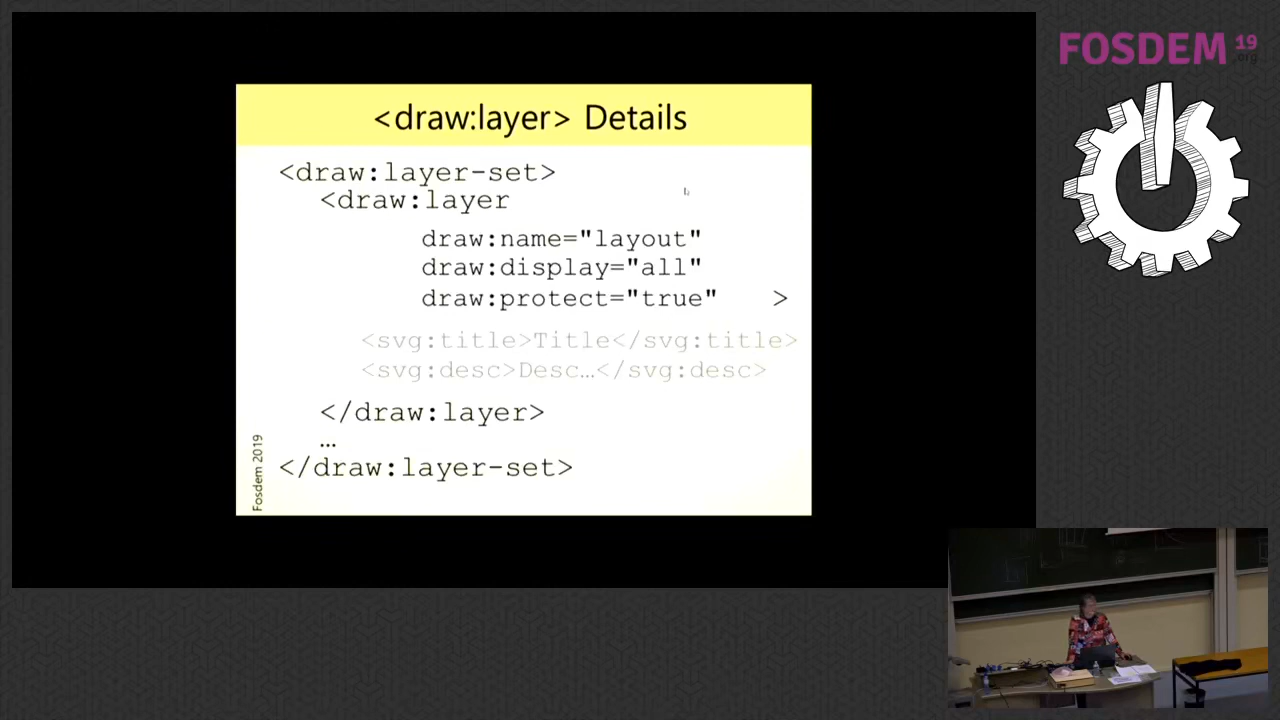 FOSDEM 19
.org
<draw:layer> Details
<draw:layer-set>
<draw:layer
draw:name="layout"
draw:display="all"
draw:protect="true" >
<svg:title>Title</svg:title>
<svg:desc>Desc…</svg:desc>
</draw:layer>
…
</draw:layer-set>
Fosdem 2019